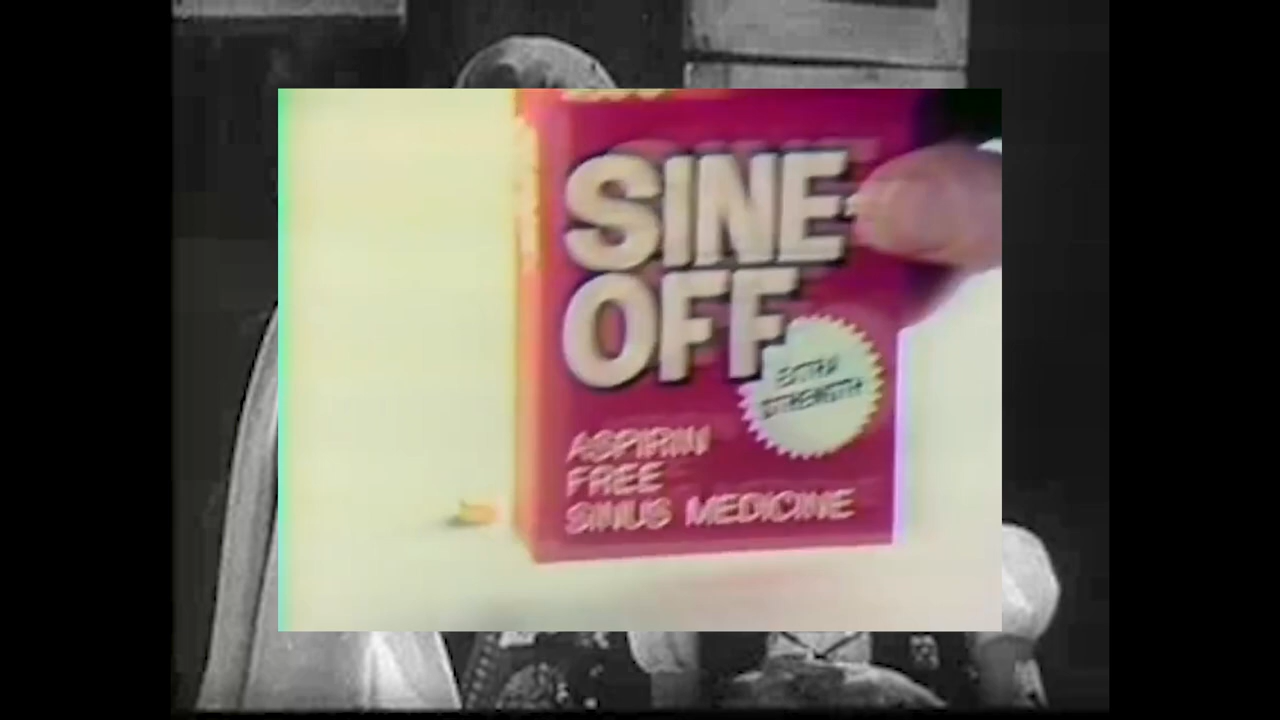 SINE-
OFF
EXTRA
STRENGTH
ASPIRIN
FREE
SINUS MEDICINE